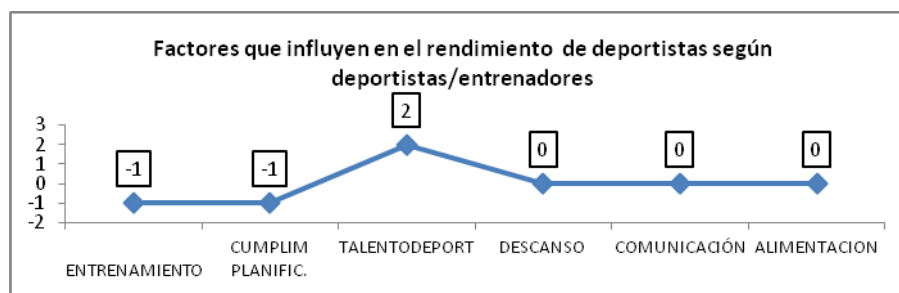 Factores que influyen en el rendimiento de deportistas según
deportistas/entrenadores
3
2
1
0
-1
-2
-1
-1
2
0
0
0
ENTRENAMIENTO
CUMPLIM
PLANIFIC.
TALENTODEPORT
DESCANSO
COMUNICACIÓN
ALIMENTACION